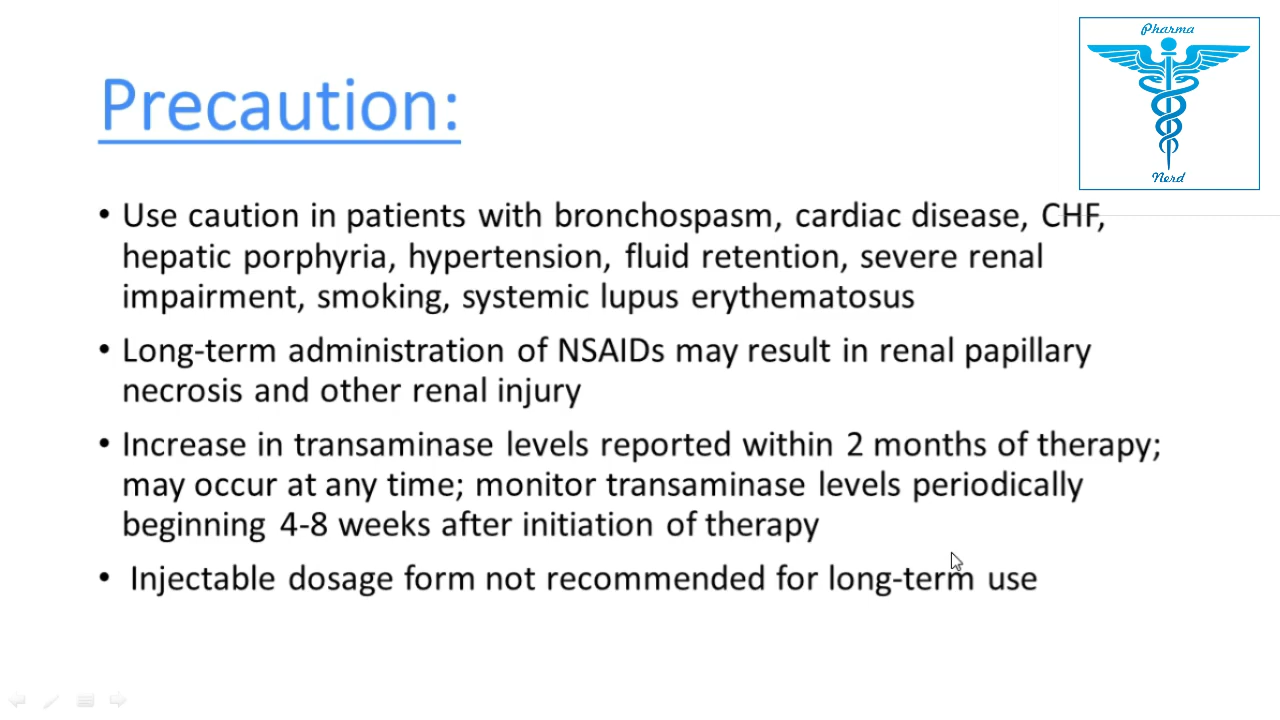 Pharma
Nerd
Precaution:
• Use caution in patients with bronchospasm, cardiac disease, CHF,
hepatic porphyria, hypertension, fluid retention, severe renal
impairment, smoking, systemic lupus erythematosus
• Long-term administration of NSAIDs may result in renal papillary
necrosis and other renal injury
• Increase in transaminase levels reported within 2 months of therapy;
may occur at any time; monitor transaminase levels periodically
beginning 4-8 weeks after initiation of therapy
• Injectable dosage form not recommended for long-term use